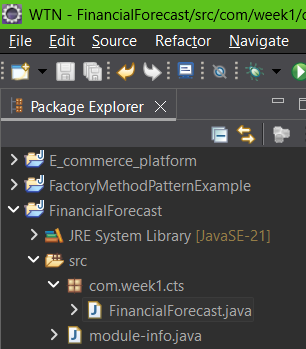 WTN - FinancialForecast/src/com/week1/
File Edit Source Refactor Navigate
Package Explorer
E_commerce_platform
FactoryMethodPatternExample
FinancialForecast
JRE System Library [JavaSE-21]
src
com.week1.cts
FinancialForecast.java
module-info.java